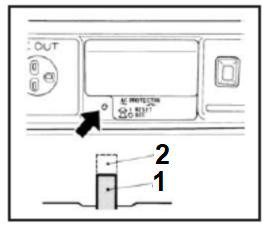 C OUT
AC PROTECTOR
RESET
2
1